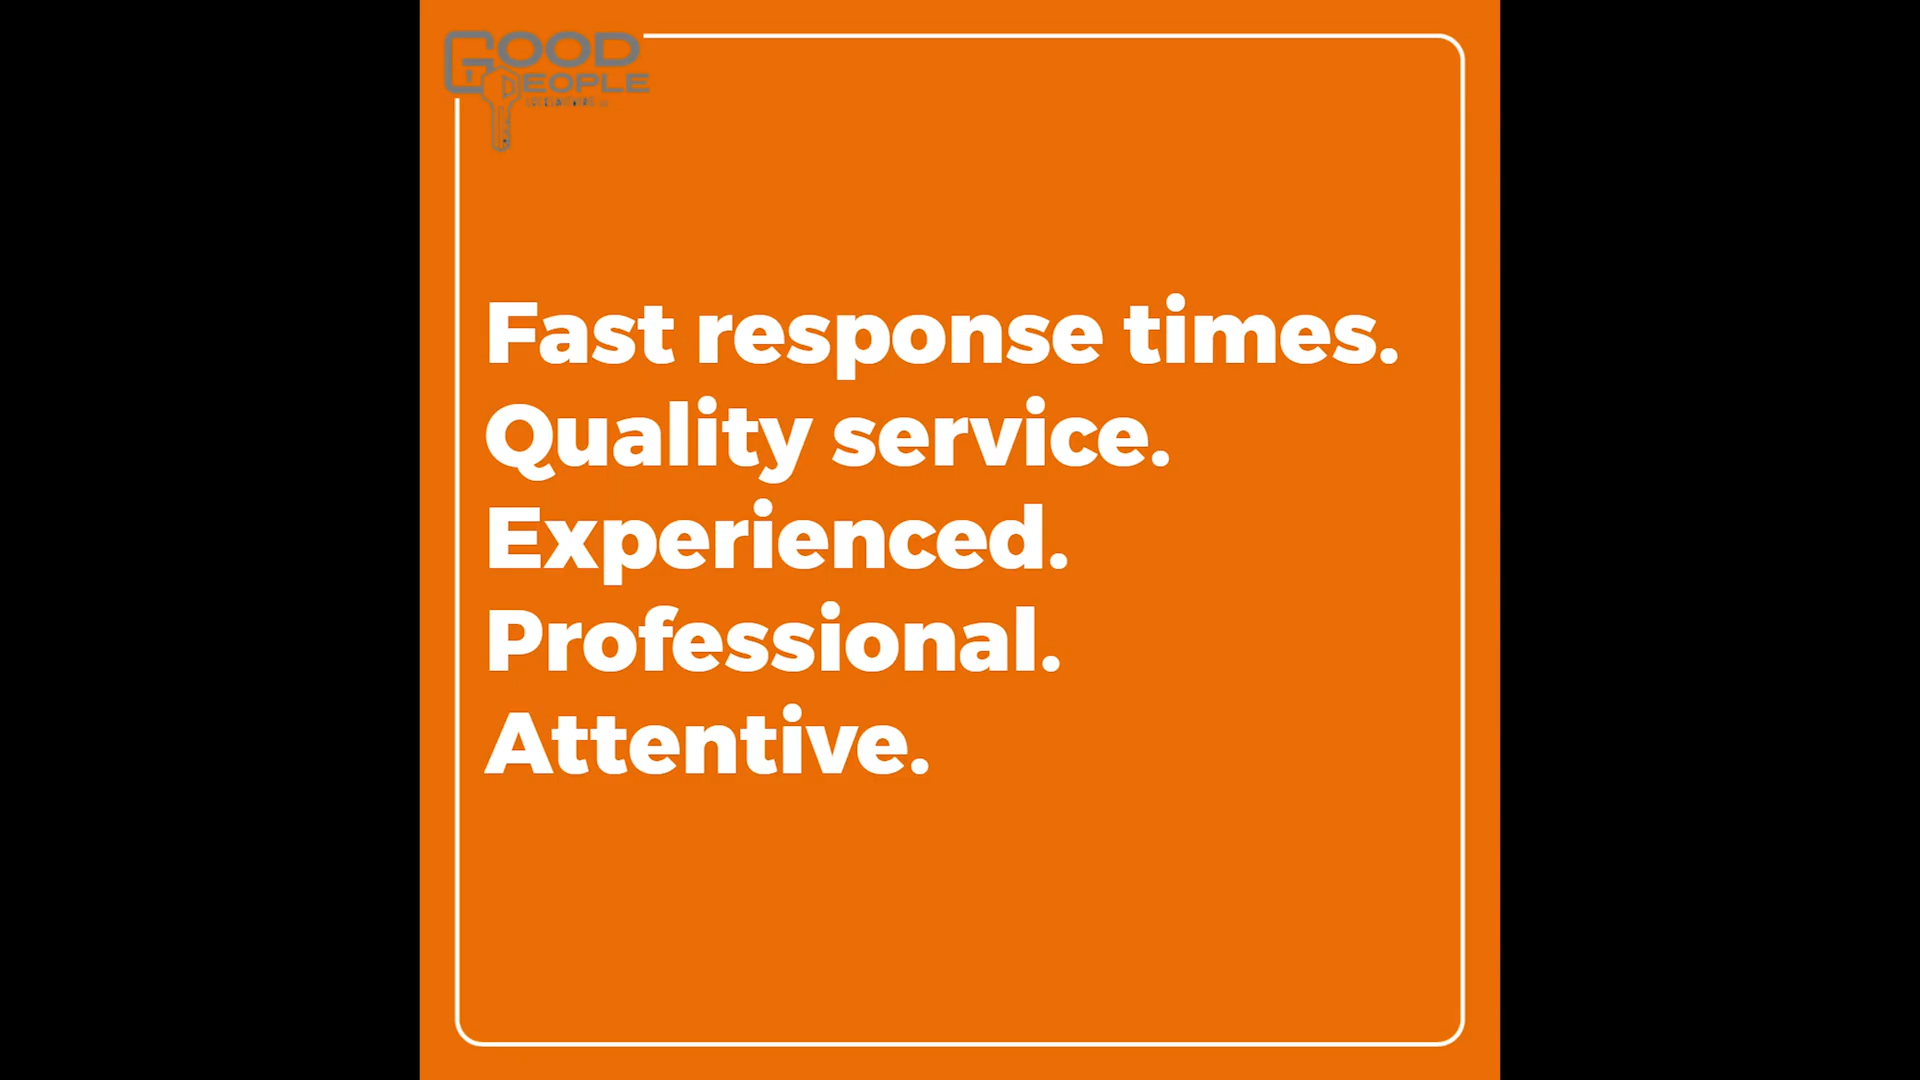 GOOD
PEOPLE
Fast response times.
Quality service.
Experienced.
Professional.
Attentive.